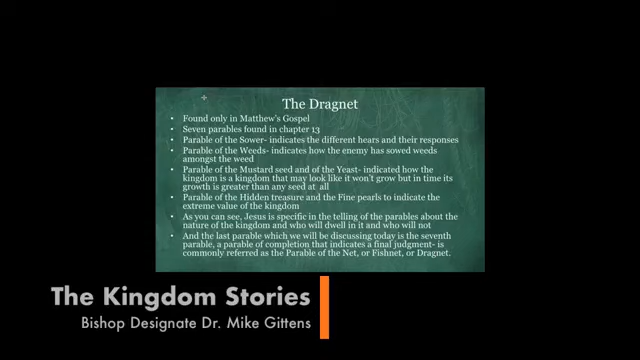 The Dragnet
• Found only in Matthew's Gospel
• Seven parables found in chapter 13
• Parable of the Sower- indicates the different hears and their responses
• Parable of the Weeds- indicates how the enemy has sowed weeds
amongst the weed
• Parable of the Mustard seed and of the Yeast- indicated how the
kingdom is a kingdom that may look like it won't grow but in time its
growth is greater than any seed at all
• Parable of the Hidden treasure and the Fine pearls to indicate the
extreme value of the kingdom
• As you can see, Jesus is specific in the telling of the parables about the
nature of the kingdom and who will dwell in it and who will not
• And the last parable which we will be discussing today is the seventh
parable, a parable of completion that indicates a final judgment- is
commonly referred as the Parable of the Net, or Fishnet, or Dragnet.
The Kingdom Stories
Bishop Designate Dr. Mike Gittens